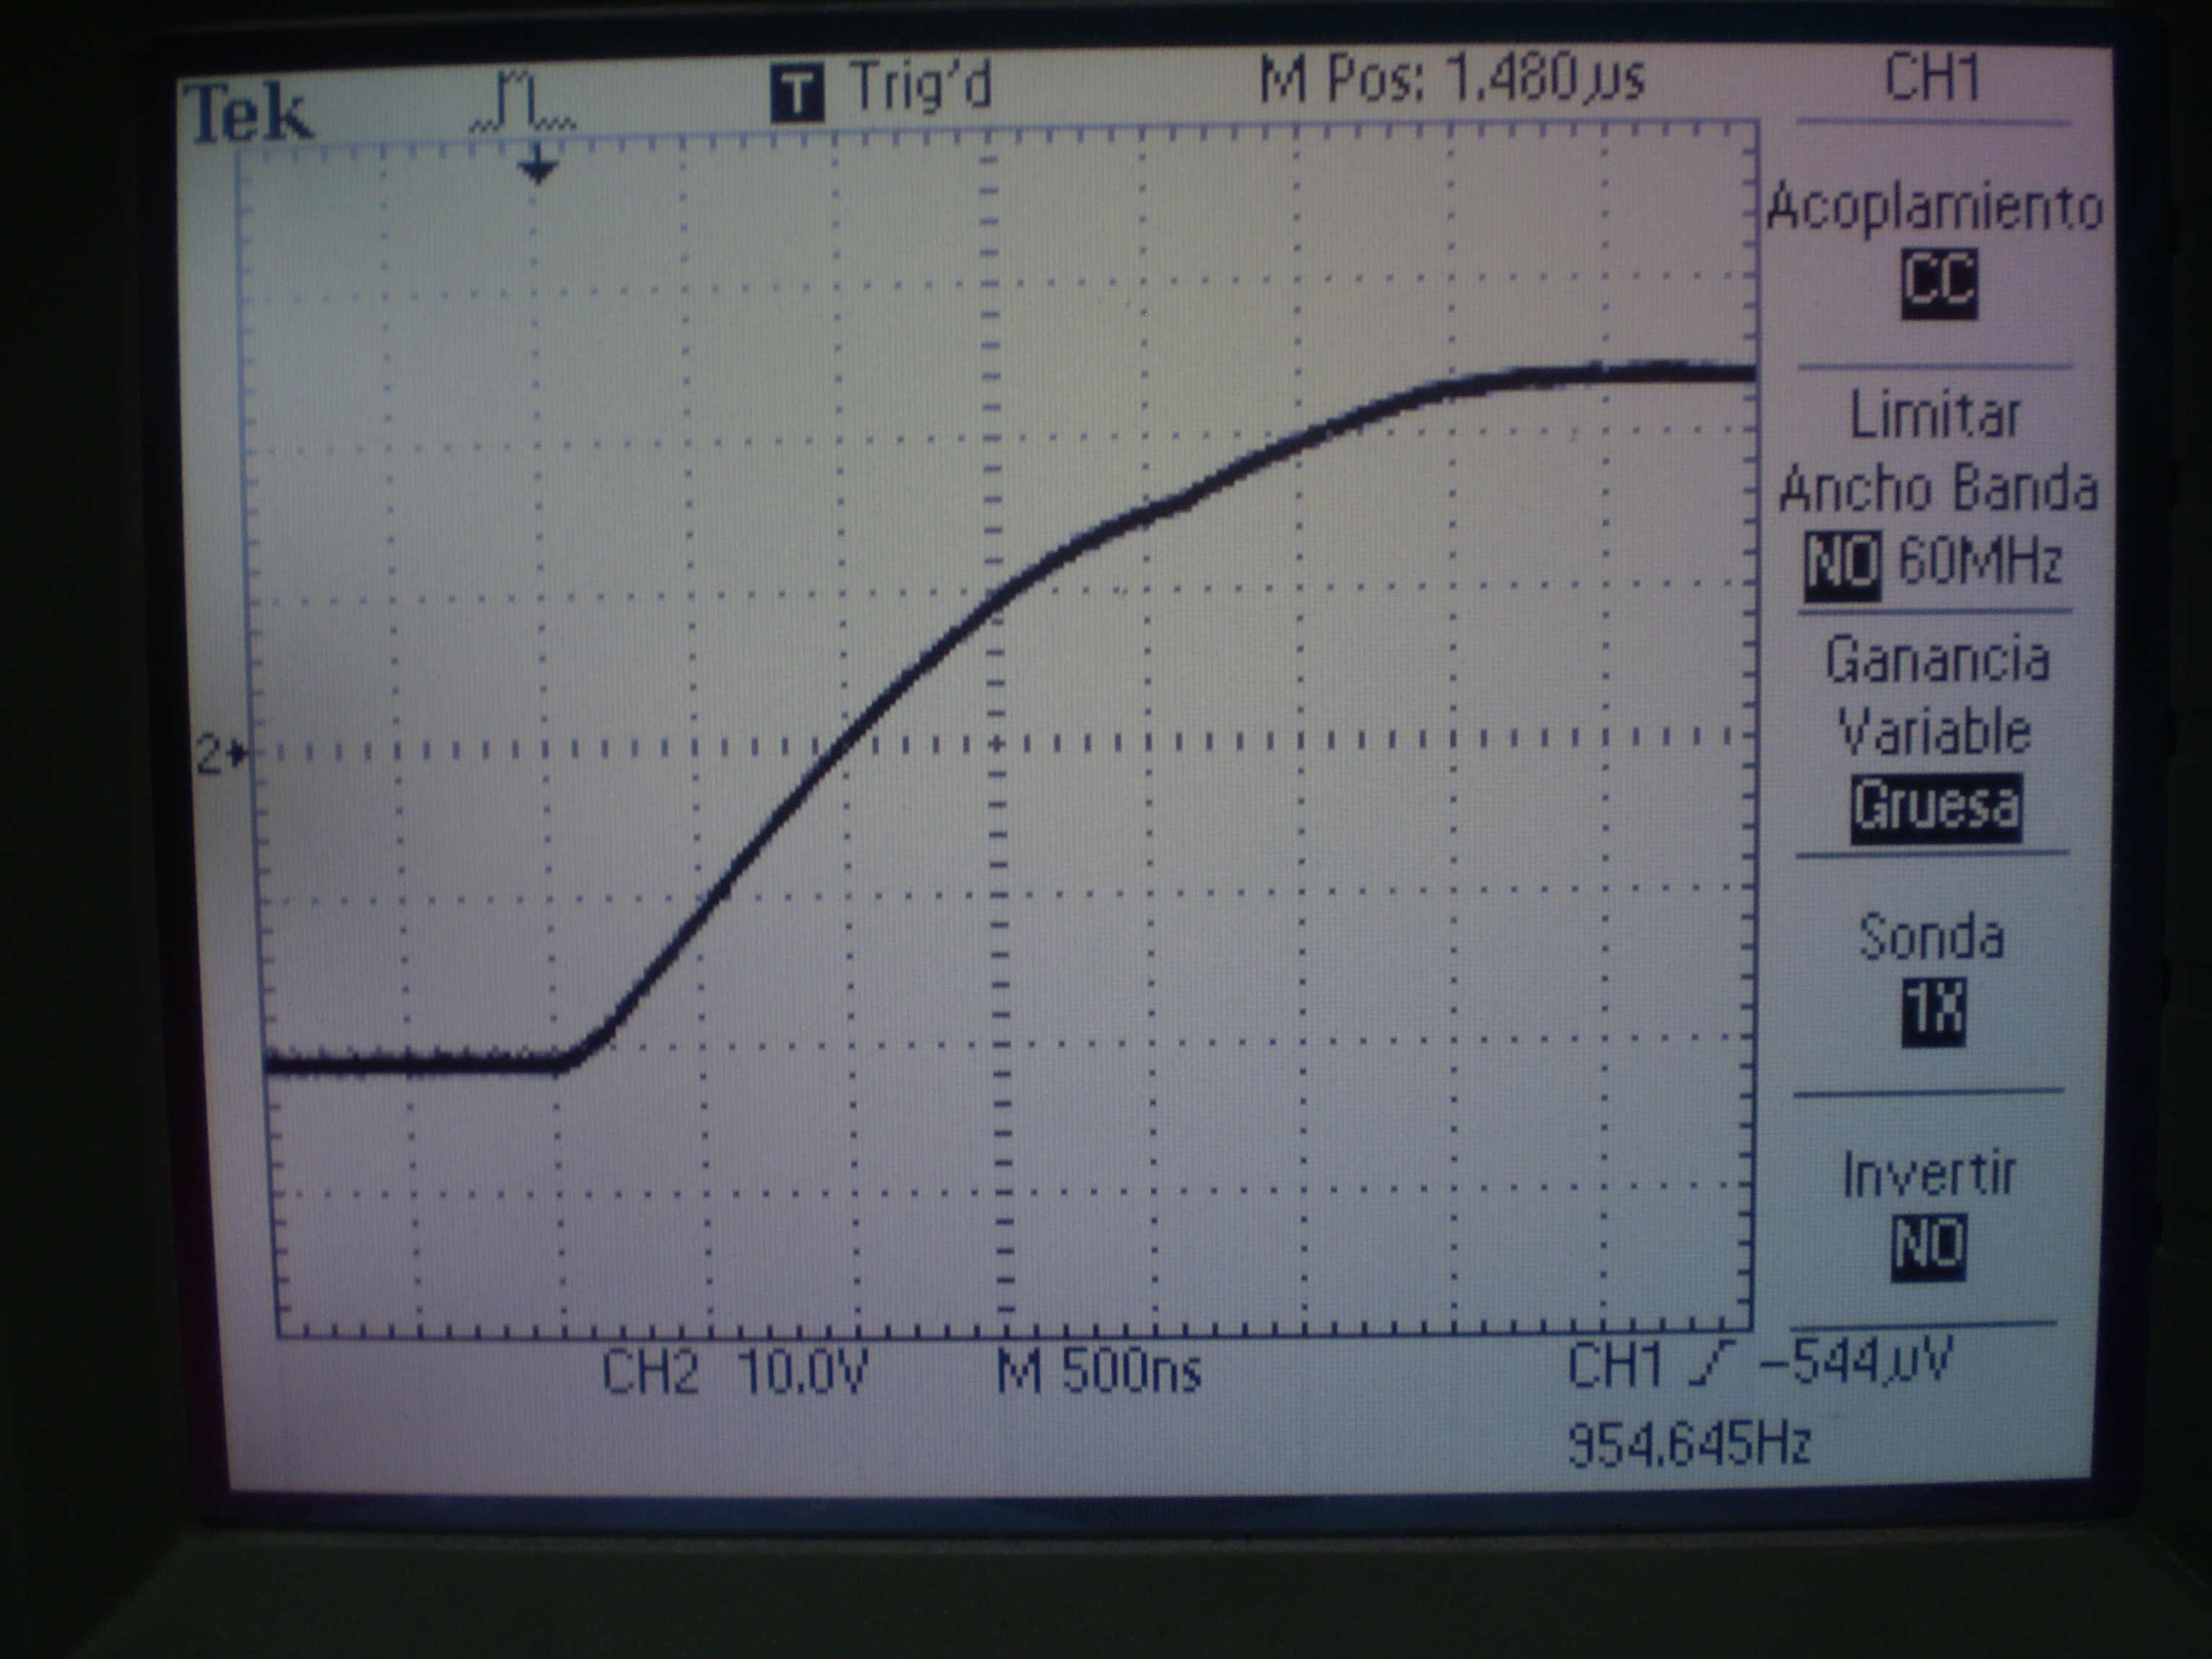 Tek T Trig'd M Pos: 1.480µs CH1
Acoplamiento
CC
Limitar
Ancho Banda
NO 60MHz
Ganancia
Variable
Gruesa
2
Sonda
1X
Invertir
NO
CH2 10.0V M 500ns CH1 -544µV
954.645Hz